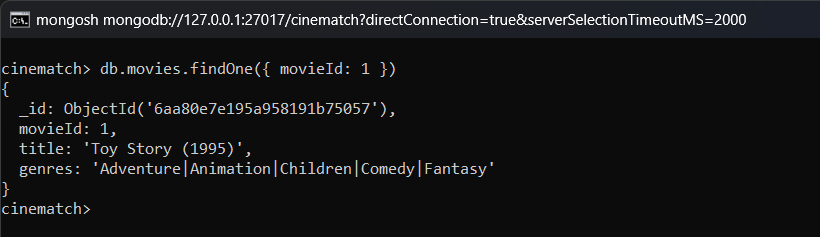 mongosh mongodb://127.0.0.1:27017/cinematch?directConnection=true&serverSelectionTimeoutMS=2000
cinematch> db.movies.findOne({ movieId: 1 })
{
  _id: ObjectId('6aa80e7e195a958191b75057'),
  movieId: 1,
  title: 'Toy Story (1995)',
  genres: 'Adventure|Animation|Children|Comedy|Fantasy'
}
cinematch>